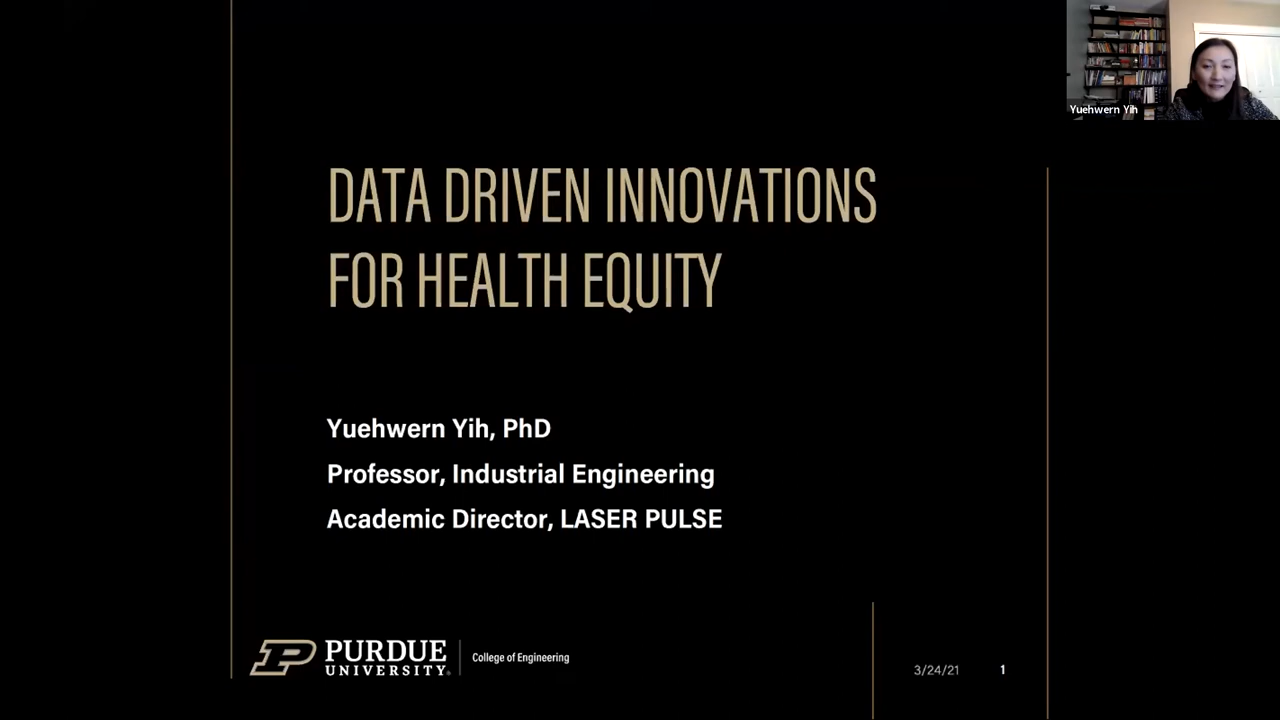 Yuehwern Yih
DATA DRIVEN INNOVATIONS
FOR HEALTH EQUITY
Yuehwern Yih, PhD
Professor, Industrial Engineering
Academic Director, LASER PULSE
P PURDUE UNIVERSITY®
College of Engineering
3/24/21
1